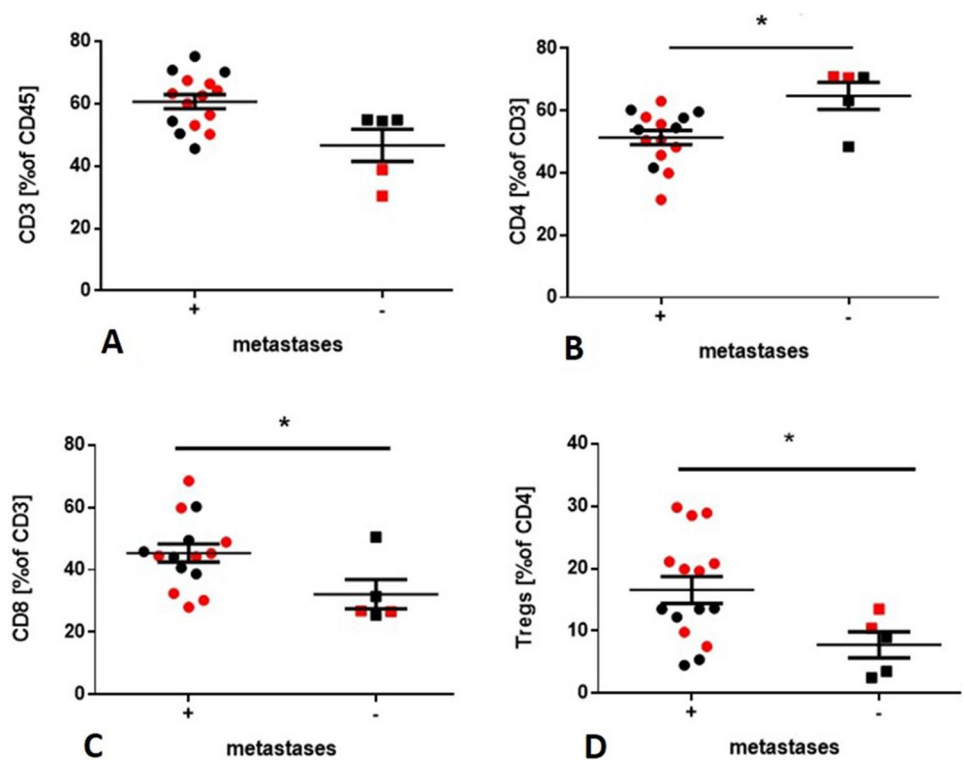 80
60
40
20
0
CD3 [%of CD45]
+ -
A
metastases
*
80
60
40
20
0
CD4 [%of CD3]
+ -
B
metastases
*
80
60
40
20
0
CD8 [%of CD3]
+ -
C
metastases
*
40
30
20
10
0
Tregs [%of CD4]
+ -
D
metastases